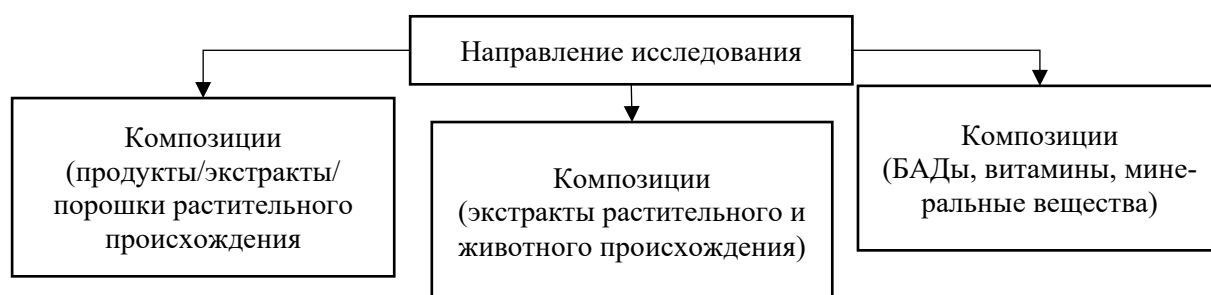 Направление исследования
Композиции
(продукты/экстракты/
порошки растительного
происхождения
Композиции
(экстракты растительного и
животного происхождения)
Композиции
(БАДы, витамины, мине-
ральные вещества)